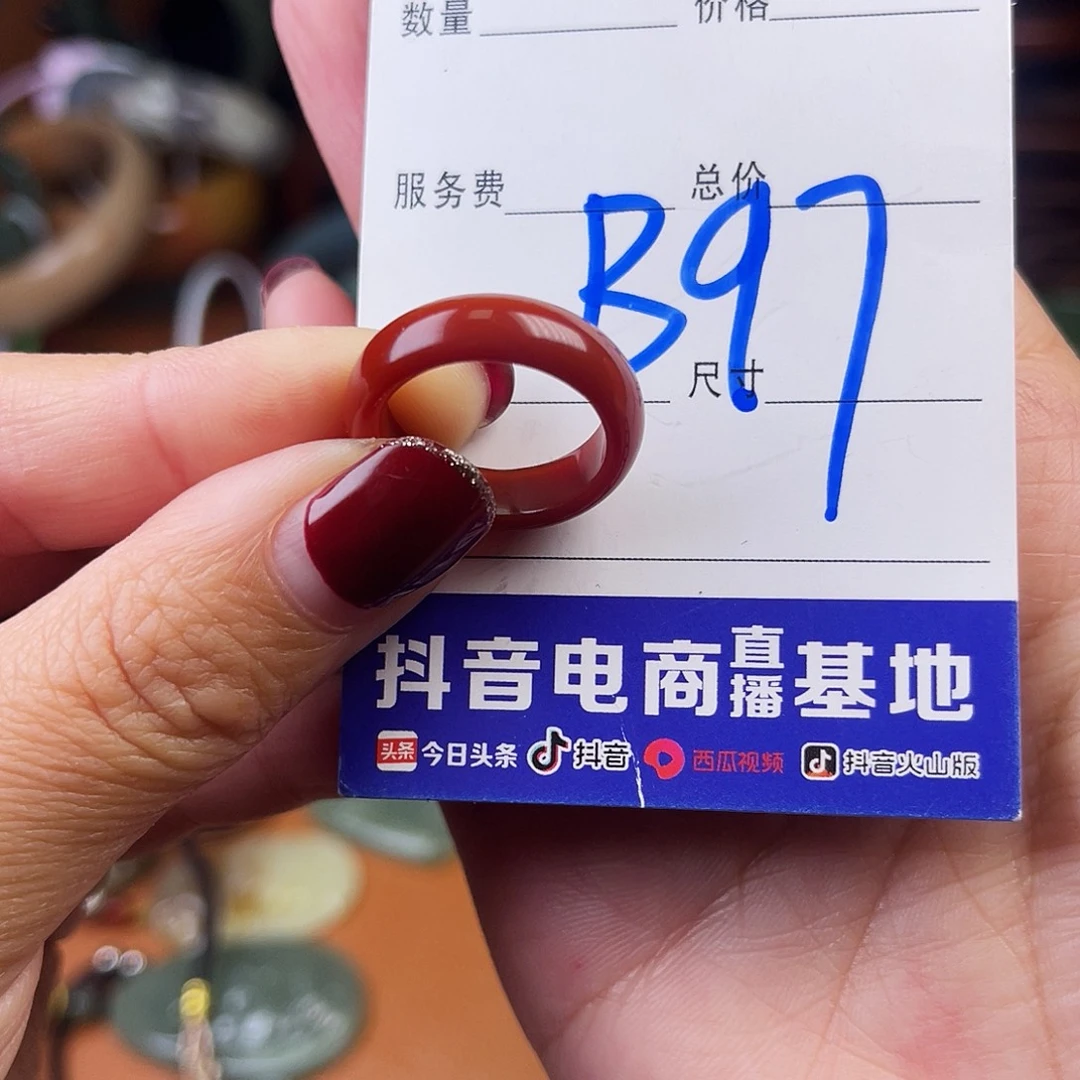 数量 价格
服务费 总价
B97
尺寸
抖音电商直播基地
头条 今日头条 抖音 西瓜视频 抖音火山版